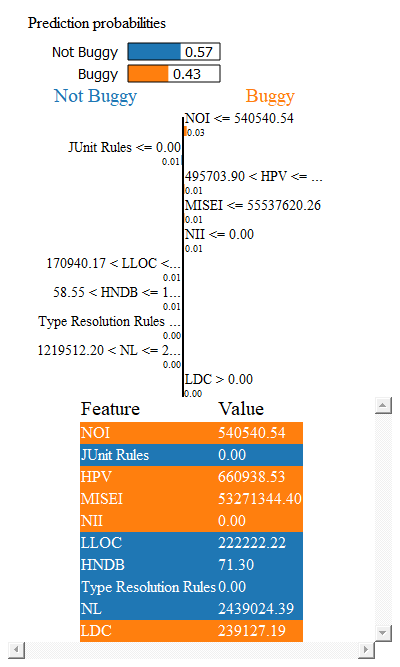 Prediction probabilities
Not Buggy 0.57
Buggy 0.43
Not Buggy Buggy
NOI <= 540540.54
0.03
JUnit Rules <= 0.00
0.01
495703.90 < HPV <= ...
0.01
MISEI <= 55537620.26
0.01
NII <= 0.00
0.01
170940.17 < LLOC <...
0.01
58.55 < HNDB <= 1...
0.01
Type Resolution Rules ...
0.00
1219512.20 < NL <= 2...
0.00
LDC > 0.00
0.00
Feature Value
NOI 540540.54
JUnit Rules 0.00
HPV 660938.53
MISEI 53271344.40
NII 0.00
LLOC 222222.22
HNDB 71.30
Type Resolution Rules 0.00
NL 2439024.39
LDC 239127.19